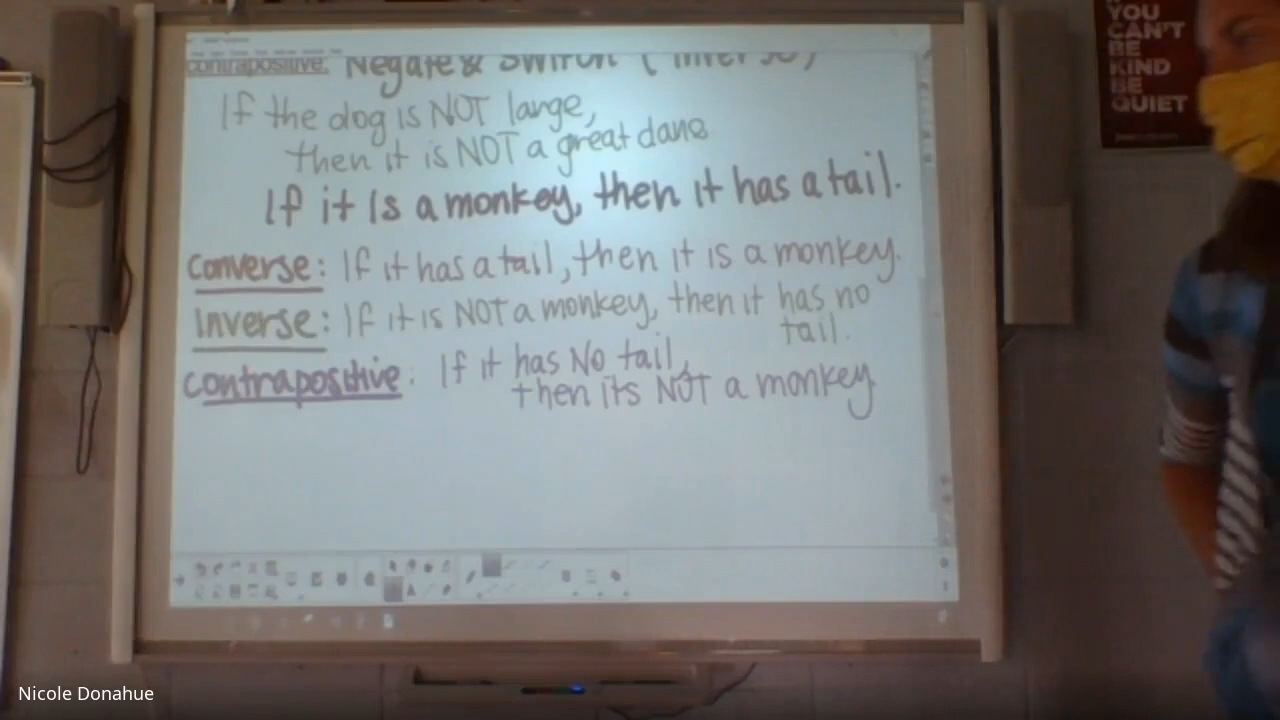 contrapositive: Negate & Switch (inverse)
If the dog is NOT large,
then it is NOT a great dane
If it is a monkey, then it has a tail.
Converse: If it has a tail, then it is a monkey.
Inverse: If it is NOT a monkey, then it has no
tail.
Contrapositive: If it has No tail,
then its NOT a monkey
YOU
CAN'T
BE
KIND
BE
QUIET
Nicole Donahue